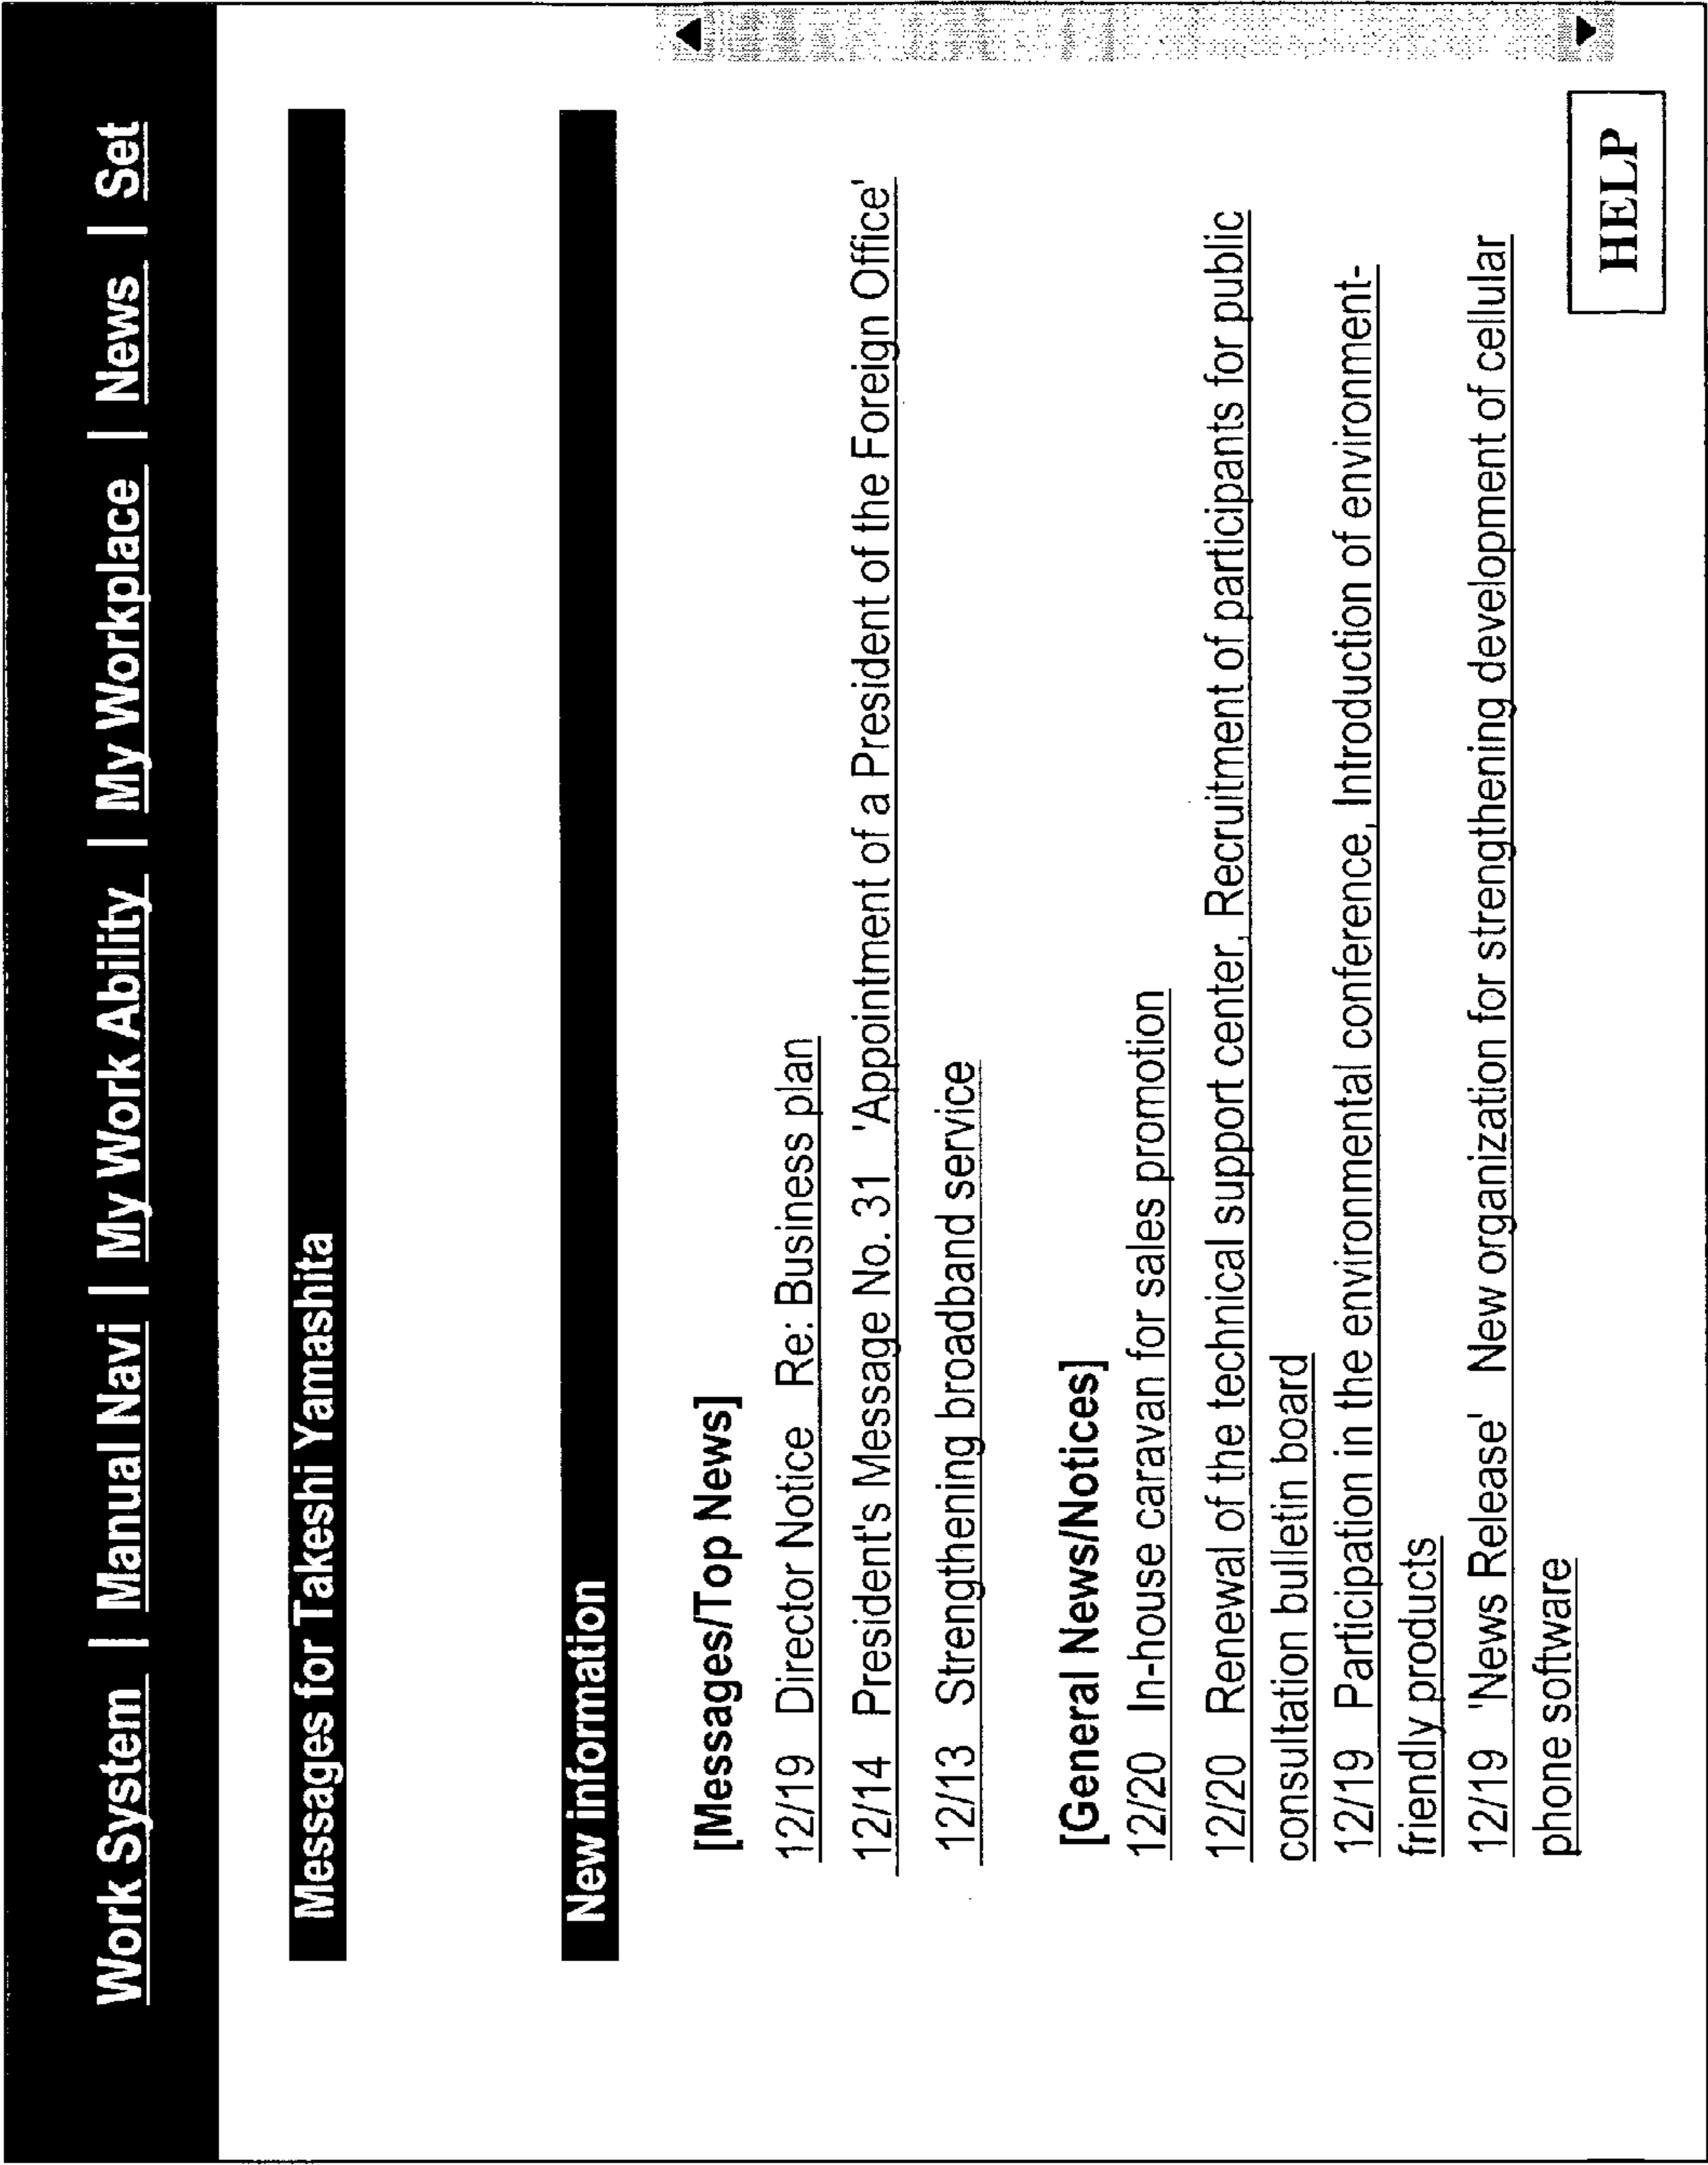 Work System | Manual Navi | My Work Ability | My Workplace | News | Set
Messages for Takeshi Yamashita
New information
[Messages/Top News]
12/19 Director Notice Re: Business plan
12/14 President's Message No. 31 'Appointment of a President of the Foreign Office'
12/13 Strengthening broadband service
[General News/Notices]
12/20 In-house caravan for sales promotion
12/20 Renewal of the technical support center, Recruitment of participants for public
consultation bulletin board
12/19 Participation in the environmental conference, Introduction of environment-
friendly products
12/19 'News Release' New organization for strengthening development of cellular
phone software
HELP